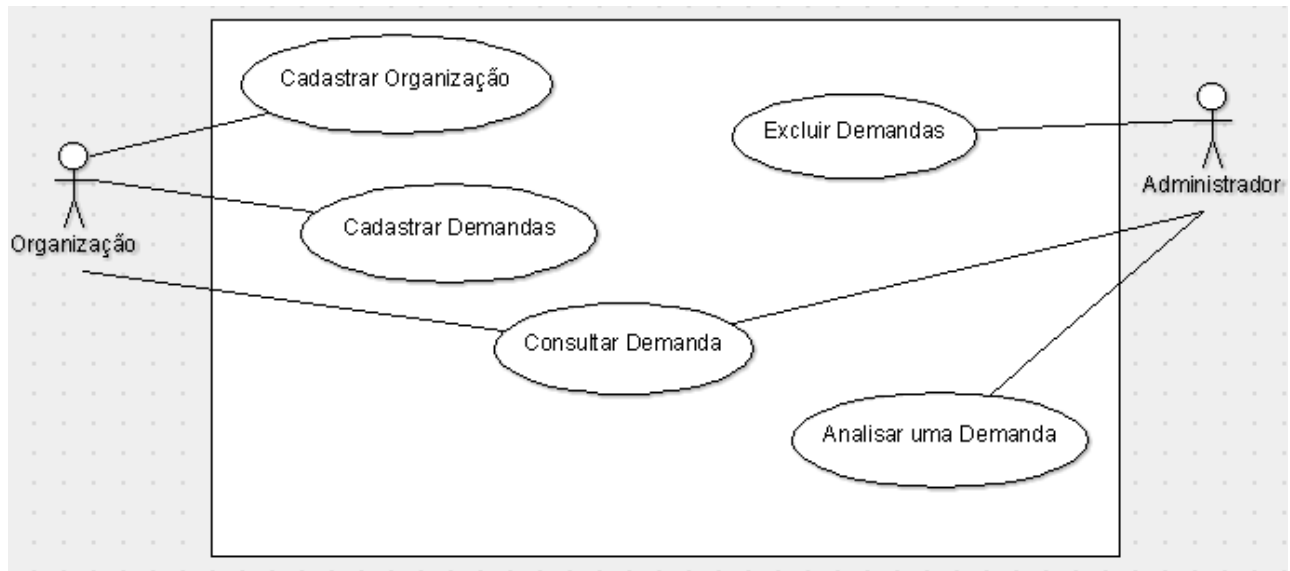 Cadastrar Organização
Excluir Demandas
Administrador
Cadastrar Demandas
Organização
Consultar Demanda
Analisar uma Demanda